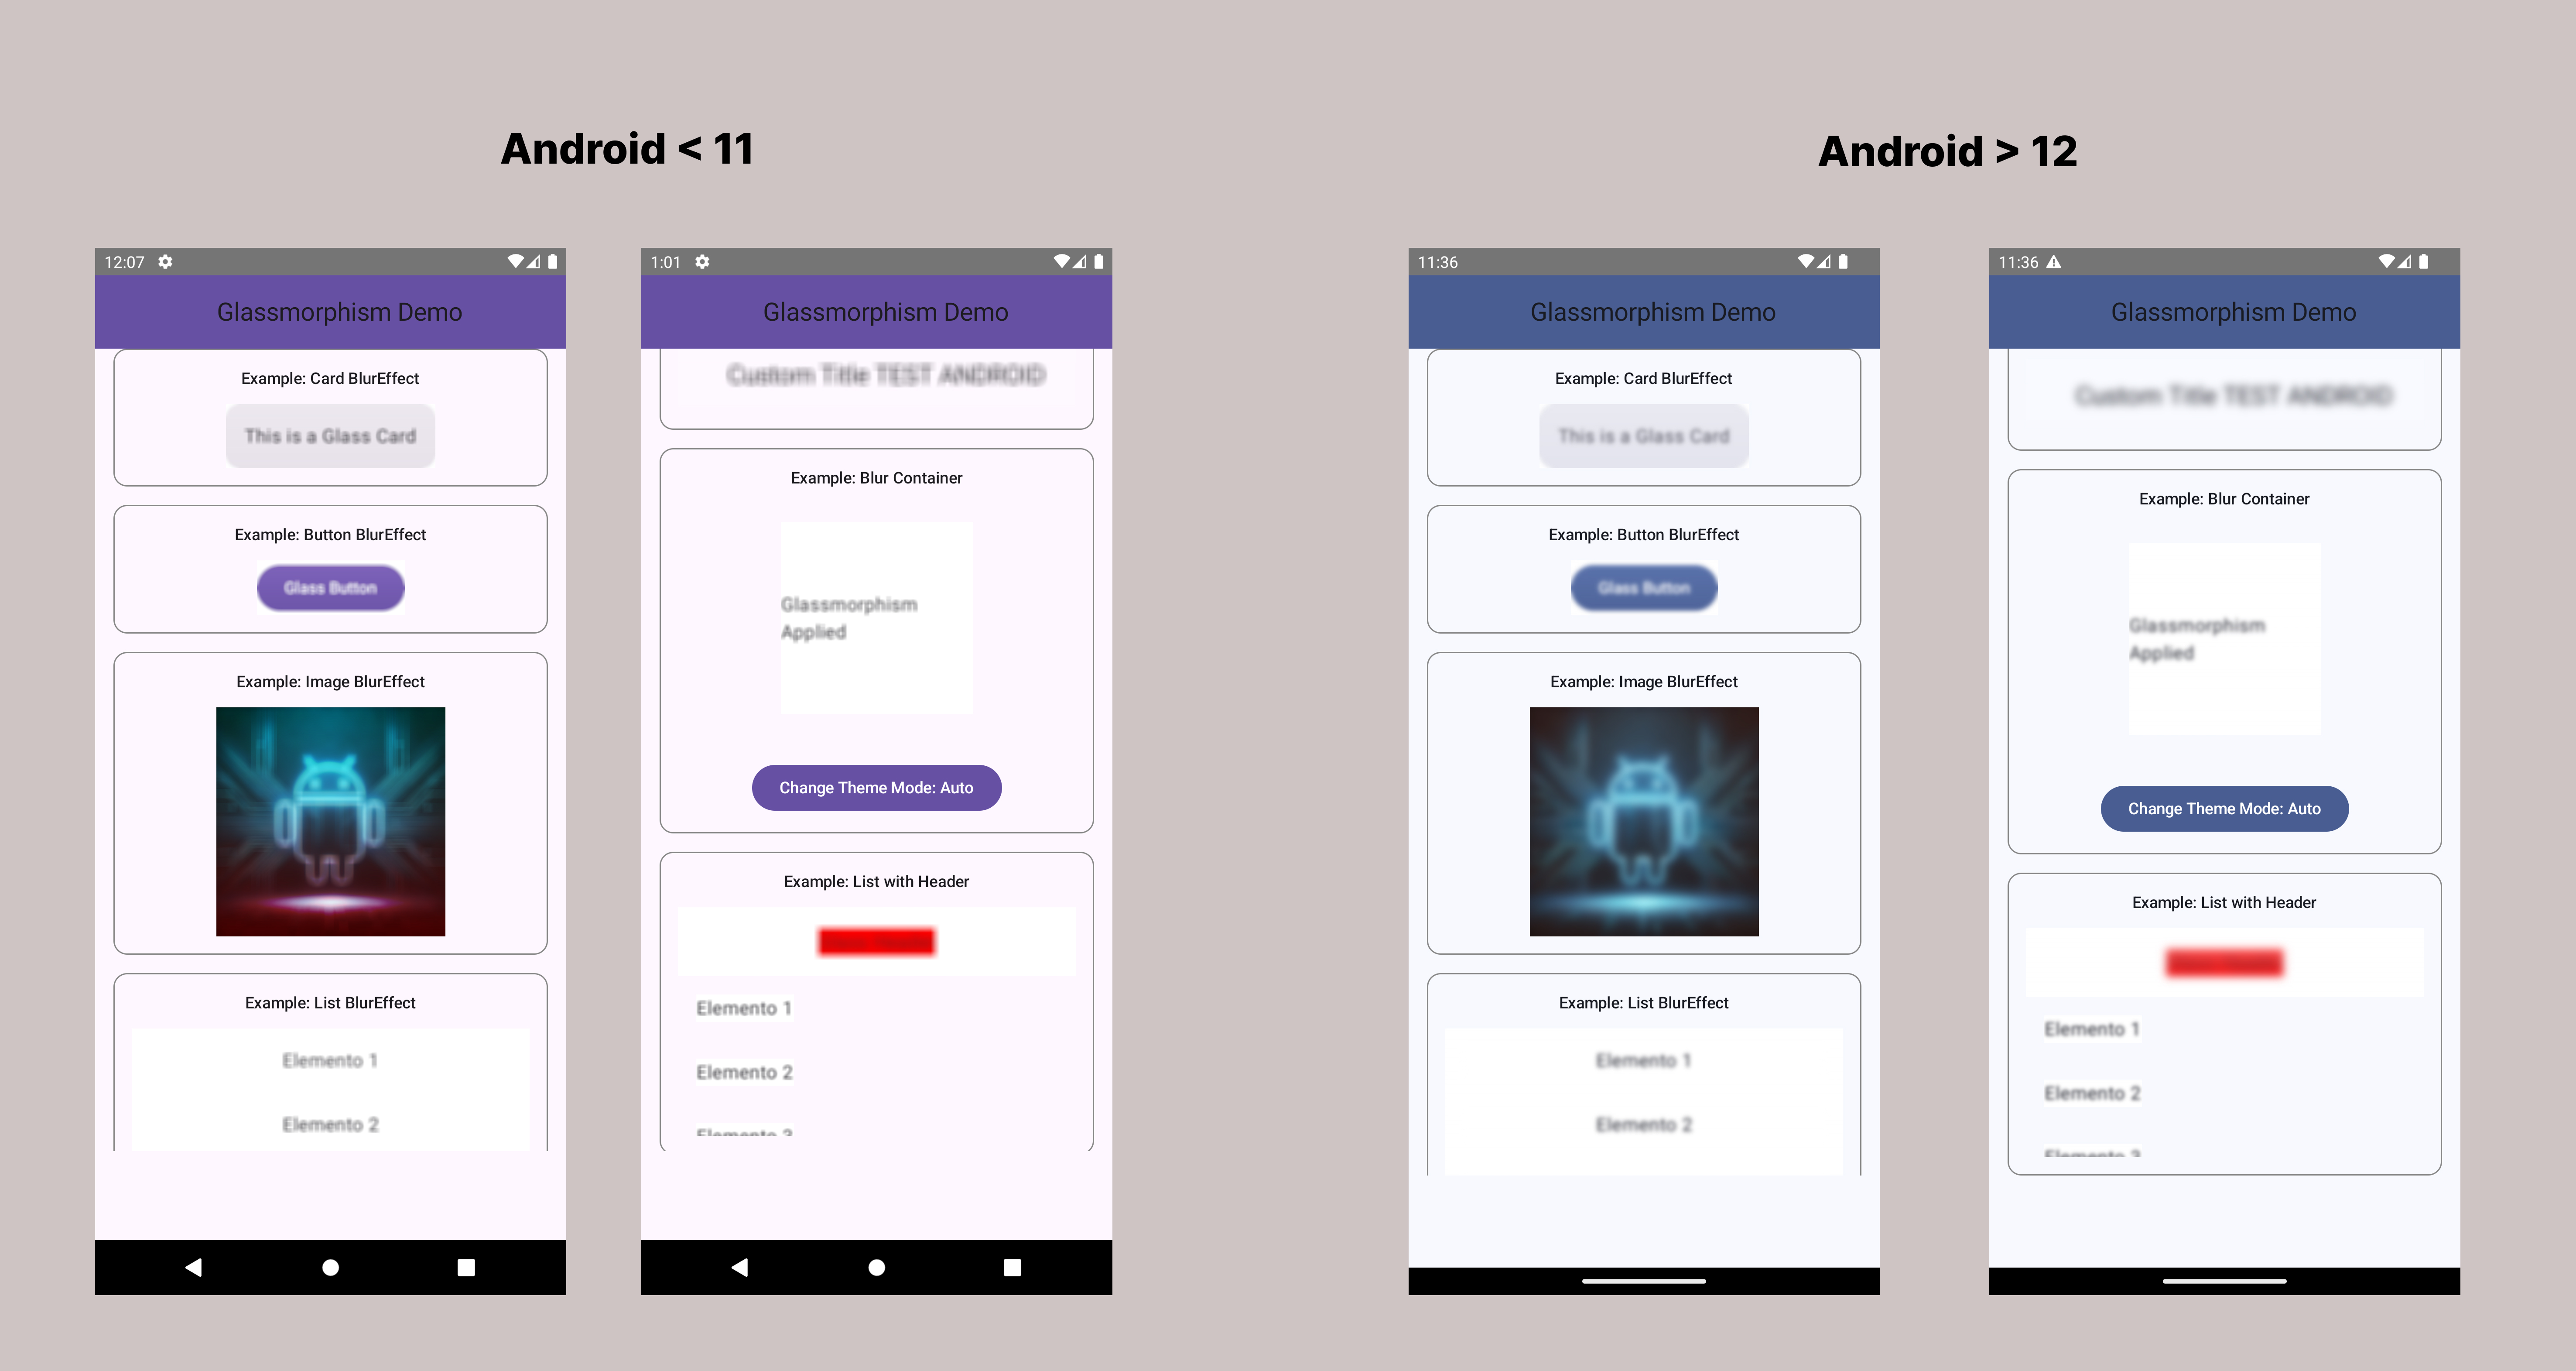 Android < 11
Android > 12
12:07
Glassmorphism Demo
Example: Card BlurEffect
This is a Glass Card
Example: Button BlurEffect
Glass Button
Example: Image BlurEffect
Example: List BlurEffect
Elemento 1
Elemento 2
1:01
Glassmorphism Demo
Custom Title TEST ANDROID
Example: Blur Container
Glassmorphism
Applied
Change Theme Mode: Auto
Example: List with Header
Elemento 1
Elemento 2
11:36
Glassmorphism Demo
Example: Card BlurEffect
This is a Glass Card
Example: Button BlurEffect
Glass Button
Example: Image BlurEffect
Example: List BlurEffect
Elemento 1
Elemento 2
11:36
Glassmorphism Demo
Custom Title TEST ANDROID
Example: Blur Container
Glassmorphism
Applied
Change Theme Mode: Auto
Example: List with Header
Elemento 1
Elemento 2